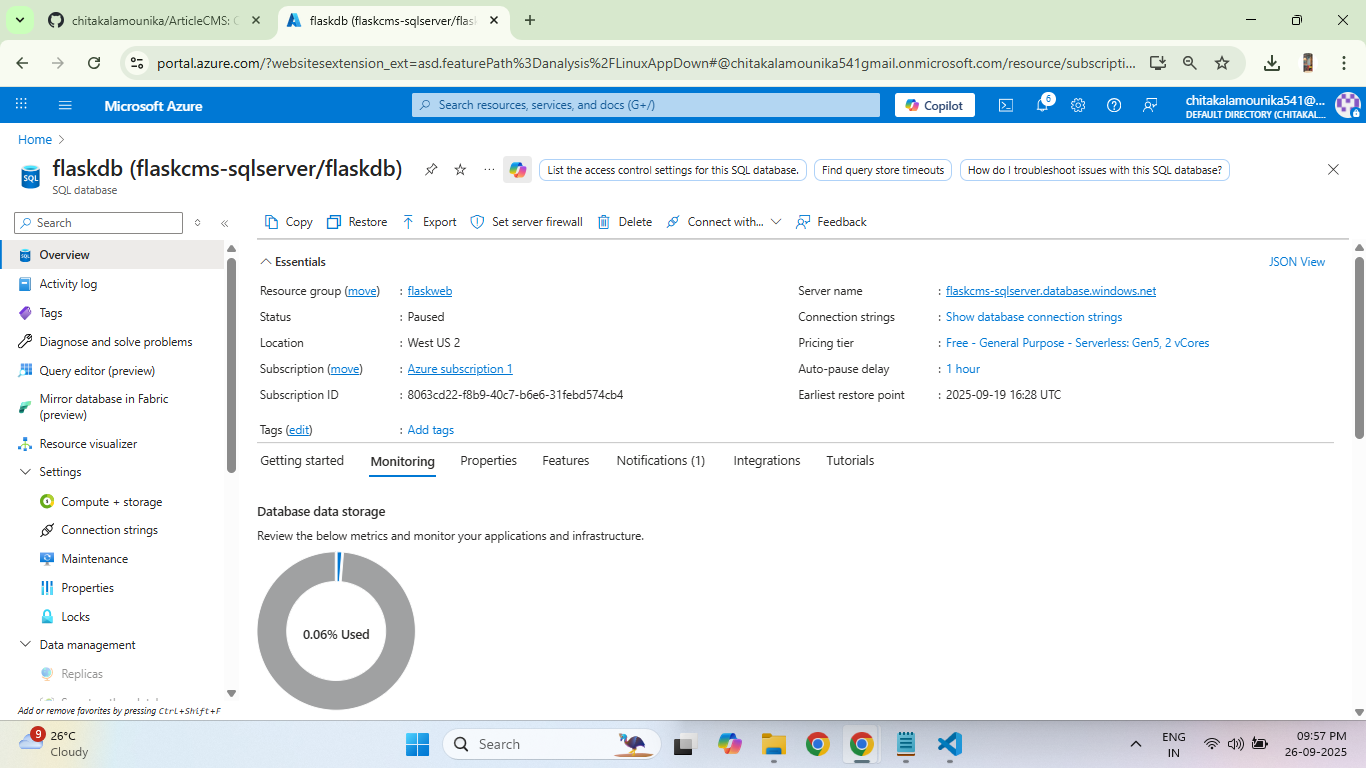 chitakalamounika/ArticleCMS: C
flaskdb (flaskcms-sqlserver/flask
portal.azure.com/?websitesextension_ext=asd.featurePath%3Danalysis%2FLinuxAppDown#@chitakalamounika541gmail.onmicrosoft.com/resource/subscripti...
Microsoft Azure
Search resources, services, and docs (G+/)
Copilot
6
chitakalamounika541@...
DEFAULT DIRECTORY (CHITAKAL...
Home
flaskdb (flaskcms-sqlserver/flaskdb)
SQL database
List the access control settings for this SQL database.
Find query store timeouts
How do I troubleshoot issues with this SQL database?
Search
Copy
Restore
Export
Set server firewall
Delete
Connect with...
Feedback
Overview
Activity log
Tags
Diagnose and solve problems
Query editor (preview)
Mirror database in Fabric
(preview)
Resource visualizer
Settings
Compute + storage
Connection strings
Maintenance
Properties
Locks
Data management
Replicas
Add or remove favorites by pressing Ctrl+Shift+F
Essentials
JSON View
Resource group (move) : flaskweb
Status : Paused
Location : West US 2
Subscription (move) : Azure subscription 1
Subscription ID : 8063cd22-f8b9-40c7-b6e6-31febd574cb4
Server name : flaskcms-sqlserver.database.windows.net
Connection strings : Show database connection strings
Pricing tier : Free - General Purpose - Serverless: Gen5, 2 vCores
Auto-pause delay : 1 hour
Earliest restore point : 2025-09-19 16:28 UTC
Tags (edit) : Add tags
Getting started
Monitoring
Properties
Features
Notifications (1)
Integrations
Tutorials
Database data storage
Review the below metrics and monitor your applications and infrastructure.
0.06% Used
9
26°C
Cloudy
Search
ENG
IN
09:57 PM
26-09-2025